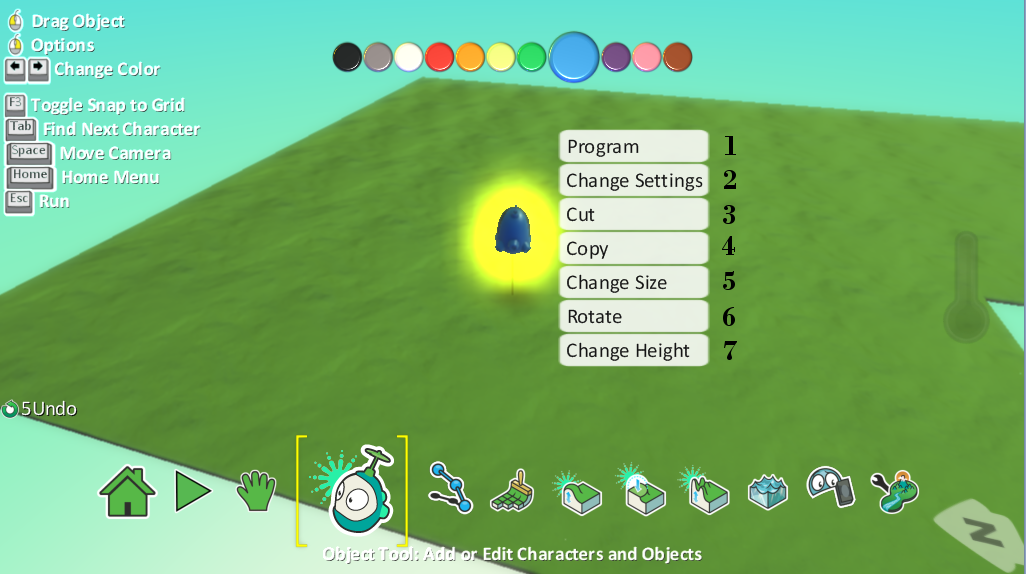 Drag Object
Options
Change Color
F3 Toggle Snap to Grid
Tab Find Next Character
Space Move Camera
Home Home Menu
Esc Run
Program 1
Change Settings 2
Cut 3
Copy 4
Change Size 5
Rotate 6
Change Height 7
5Undo
Z
Object Tool: Add or Edit Characters and Objects